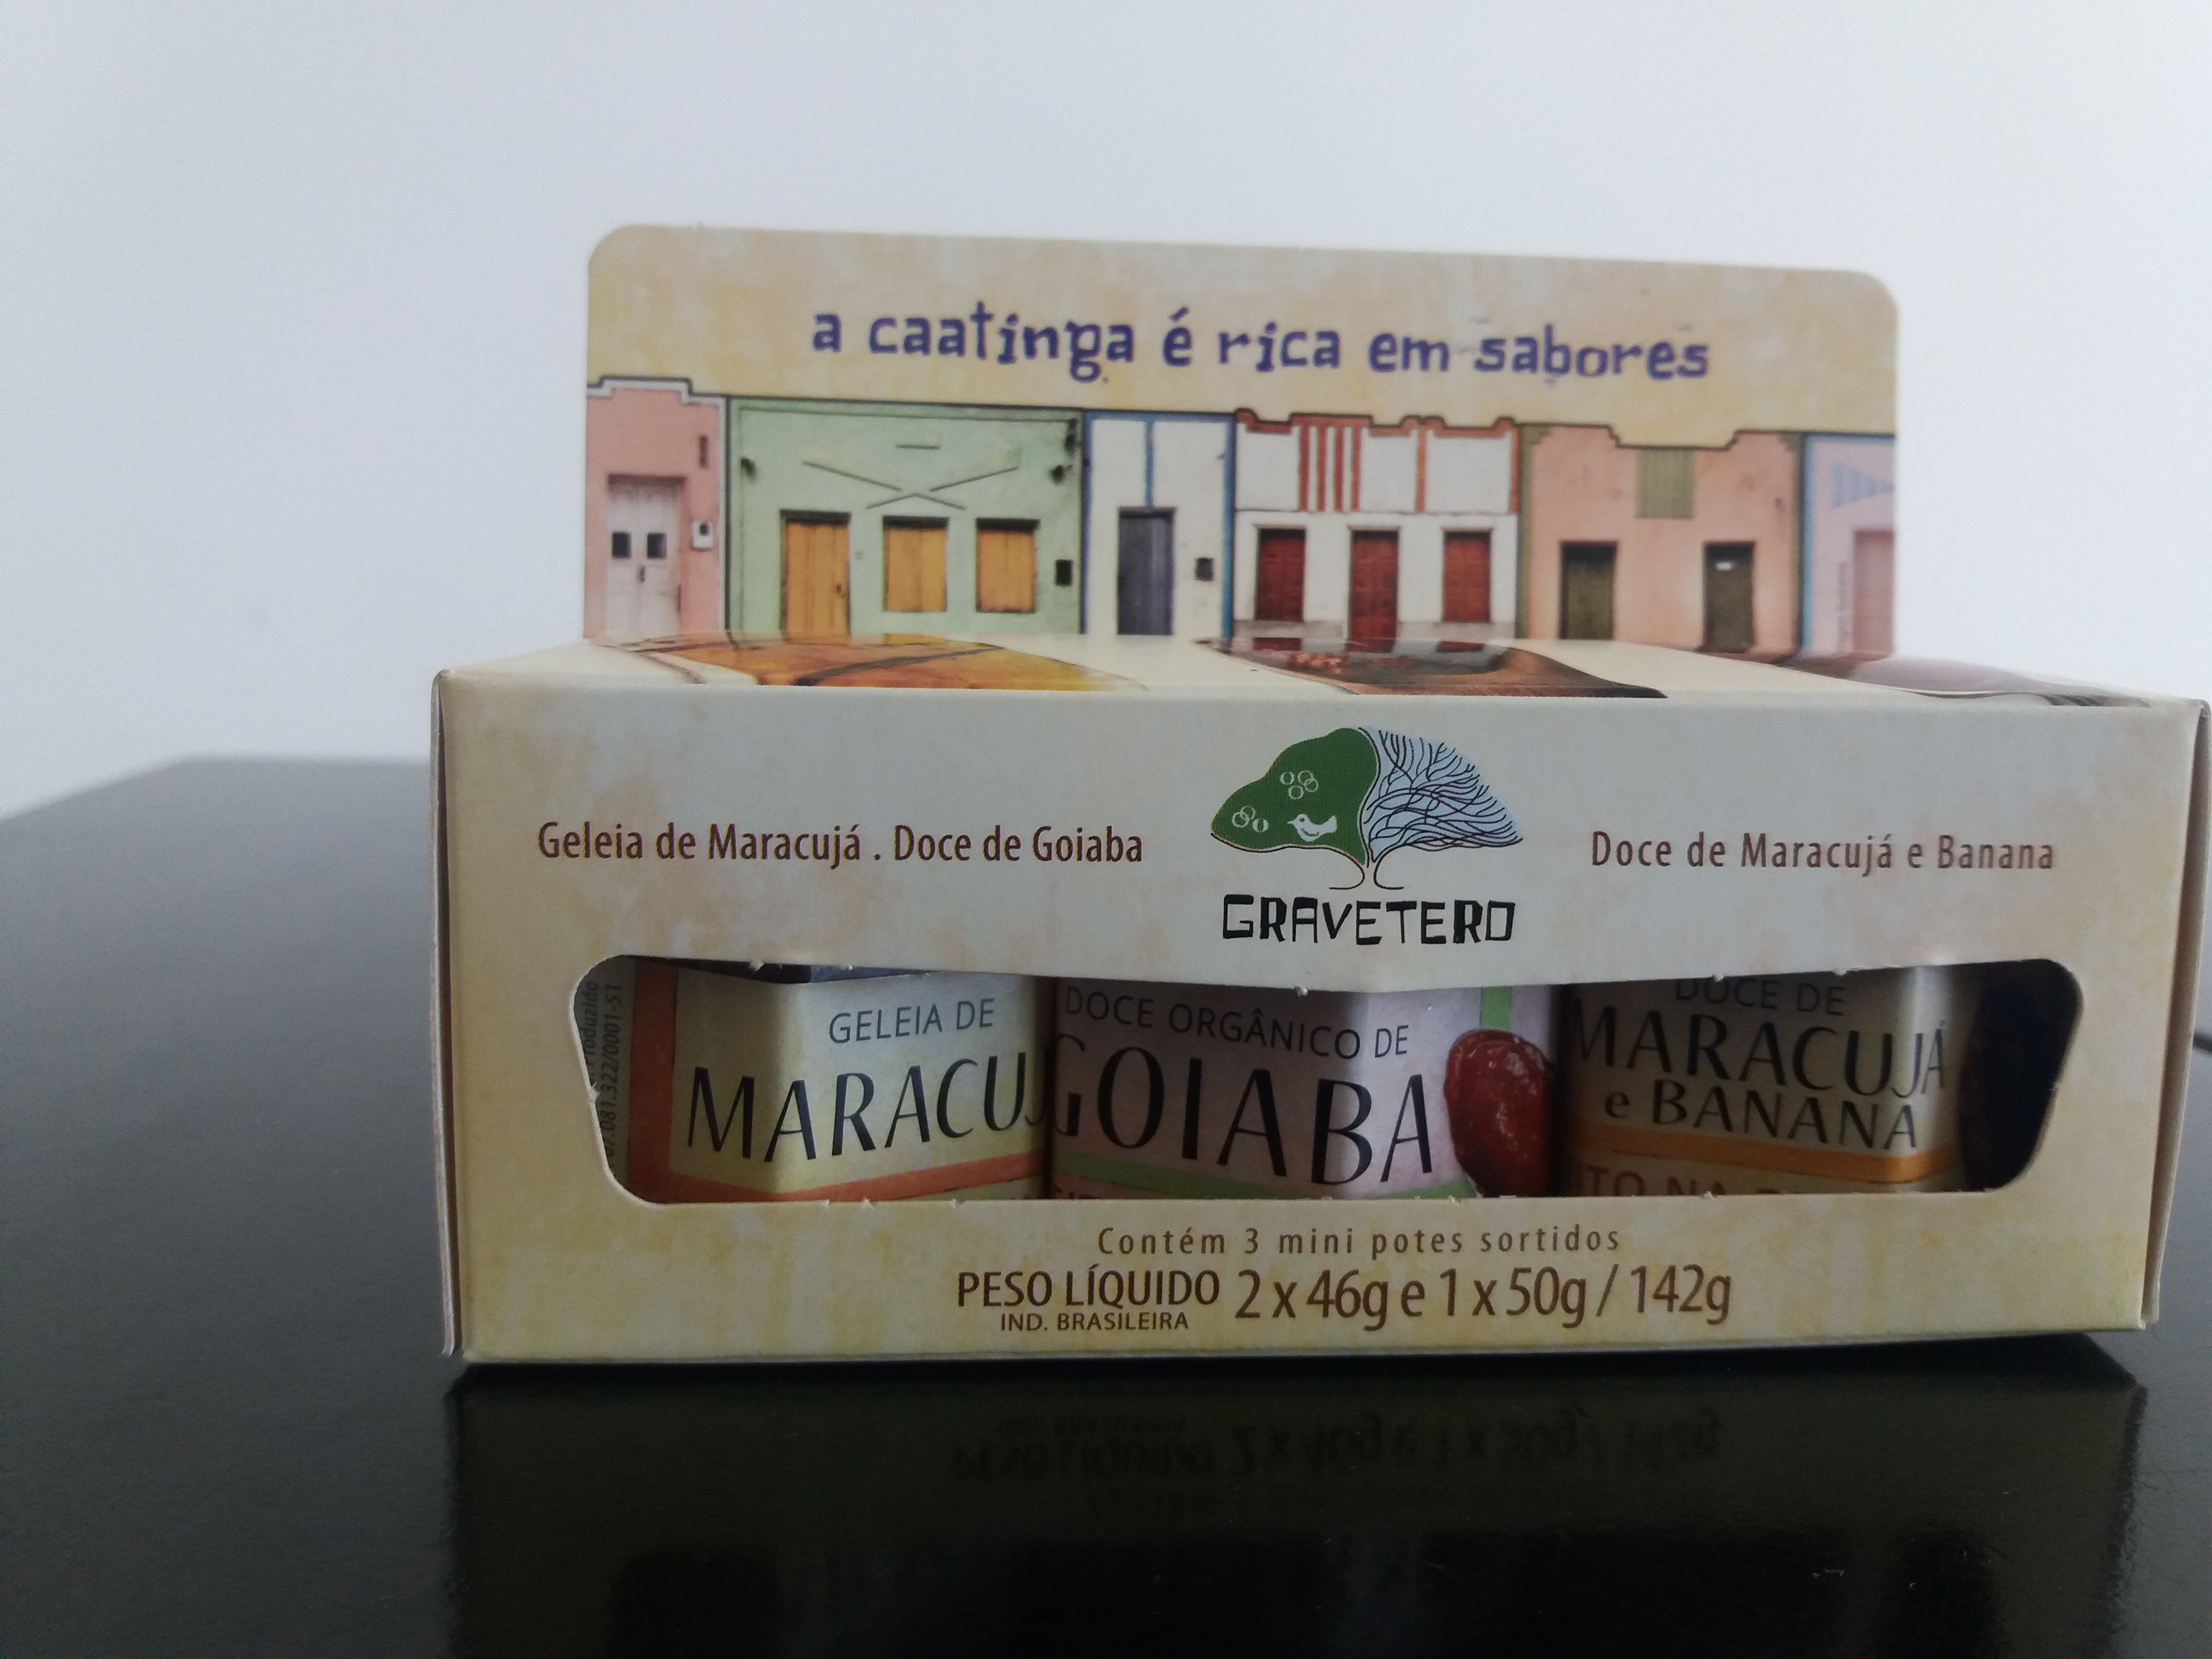 a caatinga é rica em sabores
Geleia de Maracujá . Doce de Goiaba
GRAVETERO
Doce de Maracujá e Banana
GELEIA DE
MARACUJ
DOCE ORGÂNICO DE
GOIABA
DOCE DE
MARACUJÁ
e BANANA
Contém 3 mini potes sortidos
PESO LÍQUIDO 2 x 46g e 1 x 50g / 142g
IND. BRASILEIRA